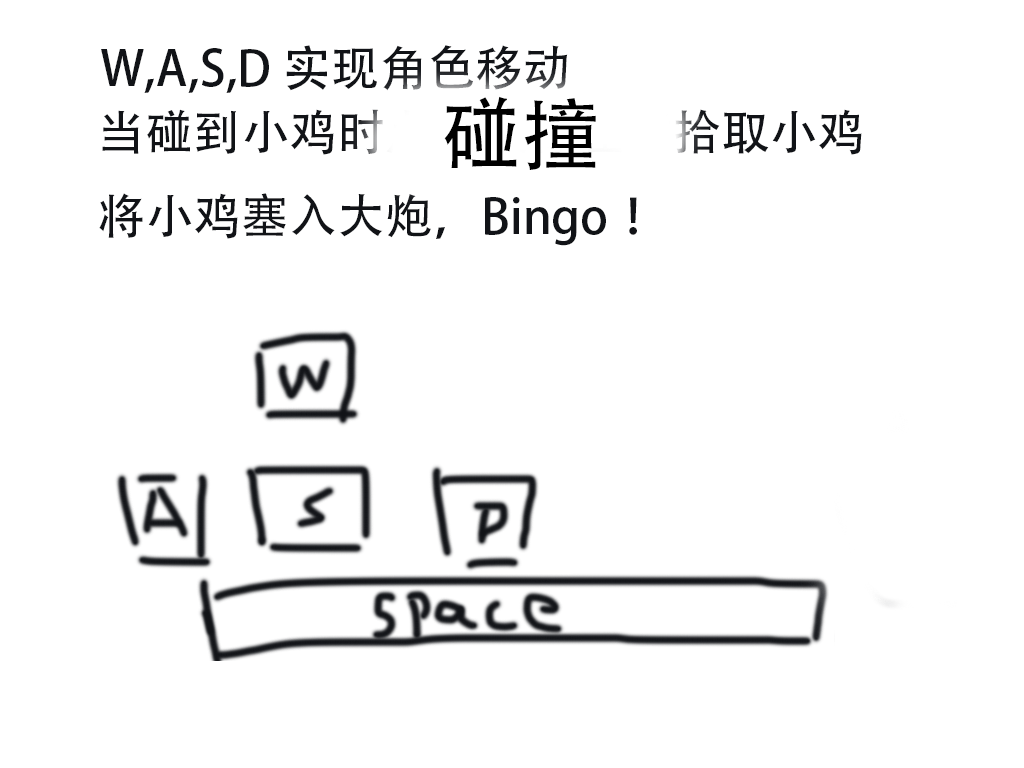 W,A,S,D 实现角色移动
当碰到小鸡时 碰撞 拾取小鸡
将小鸡塞入大炮，Bingo！
W
A S D
space